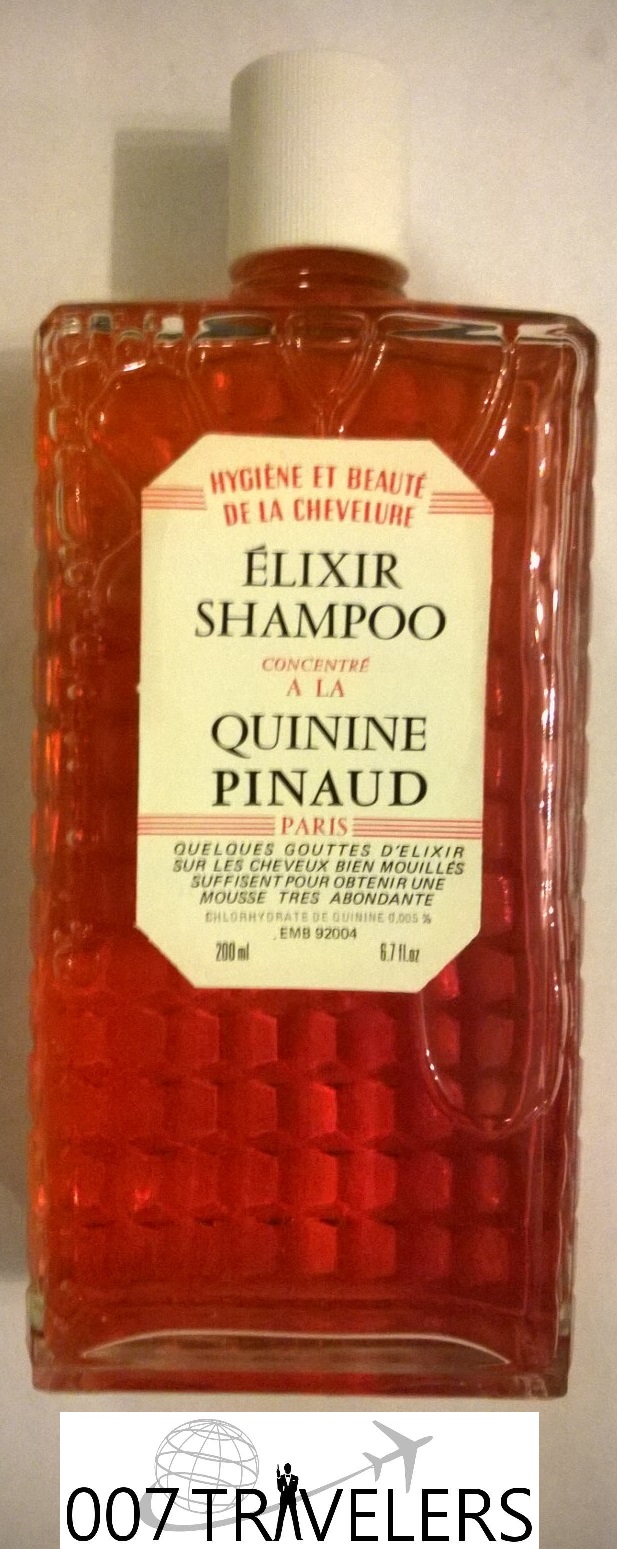 HYGIÈNE ET BEAUTÉ
DE LA CHEVELURE
ÉLIXIR
SHAMPOO
CONCENTRÉ
A LA
QUININE
PINAUD
PARIS
QUELQUES GOUTTES D'ELIXIR
SUR LES CHEVEUX BIEN MOUILLÉS
SUFFISENT POUR OBTENIR UNE
MOUSSE TRES ABONDANTE
CHLORHYDRATE DE QUININE 0,005 %
EMB 92004
200 ml 6.7 fl.oz
007 TRAVELERS